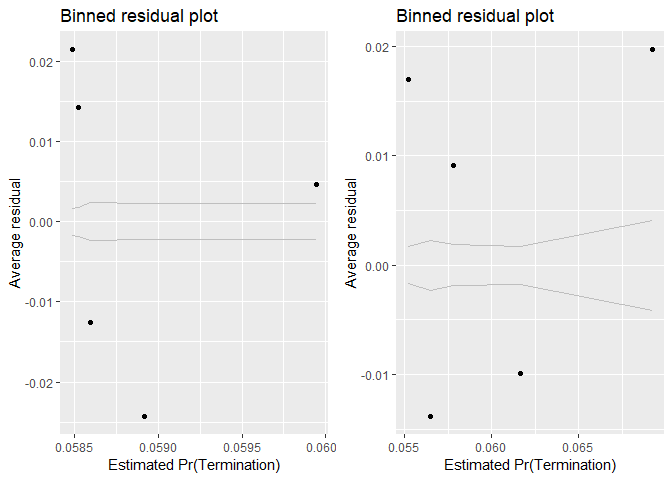 Binned residual plot
Average residual
0.02
0.01
0.00
-0.01
-0.02
0.0585
0.0590
0.0595
0.060
Estimated Pr(Termination)
Binned residual plot
Average residual
0.02
0.01
0.00
-0.01
0.055
0.060
0.065
Estimated Pr(Termination)